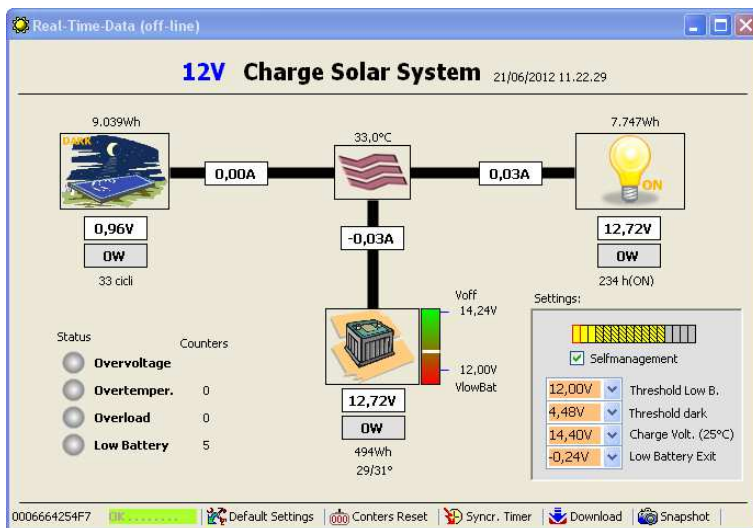 Real-Time-Data (off-line)
12V Charge Solar System 21/06/2012 11.22.29
9.039Wh
7.747Wh
DARK
33,0°C
0,00A
0,03A
ON
0,96V
0W
33 cicli
-0,03A
12,72V
0W
234 h(ON)
Voff
14,24V
12,00V
VlowBat
12,72V
0W
494Wh
29/31°
Status
Counters
Overvoltage
Overtemper. 0
Overload 0
Low Battery 5
Settings:
Selfmanagement
12,00V Threshold Low B.
4,48V Threshold dark
14,40V Charge Volt. (25°C)
-0,24V Low Battery Exit
0006664254F7 OK........ Default Settings Conters Reset Syncr. Timer Download Snapshot